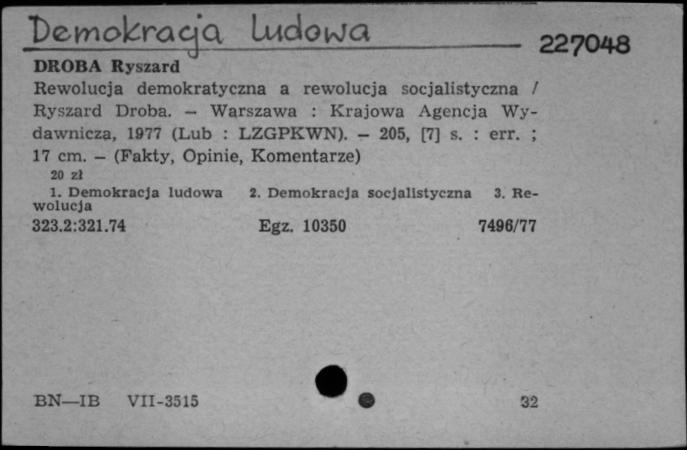 Demokracja ludowa
227048
DROBA Ryszard
Rewolucja demokratyczna a rewolucja socjalistyczna /
Ryszard Droba. — Warszawa : Krajowa Agencja Wy-
dawnicza, 1977 (Lub : LZGPKWN). — 205, [7] s. : err. ;
17 cm. — (Fakty, Opinie, Komentarze)
20 zł
1. Demokracja ludowa 2. Demokracja socjalistyczna 3. Re-
wolucja
323.2:321.74 Egz. 10350 7496/77
BN—IB VII-3515 32